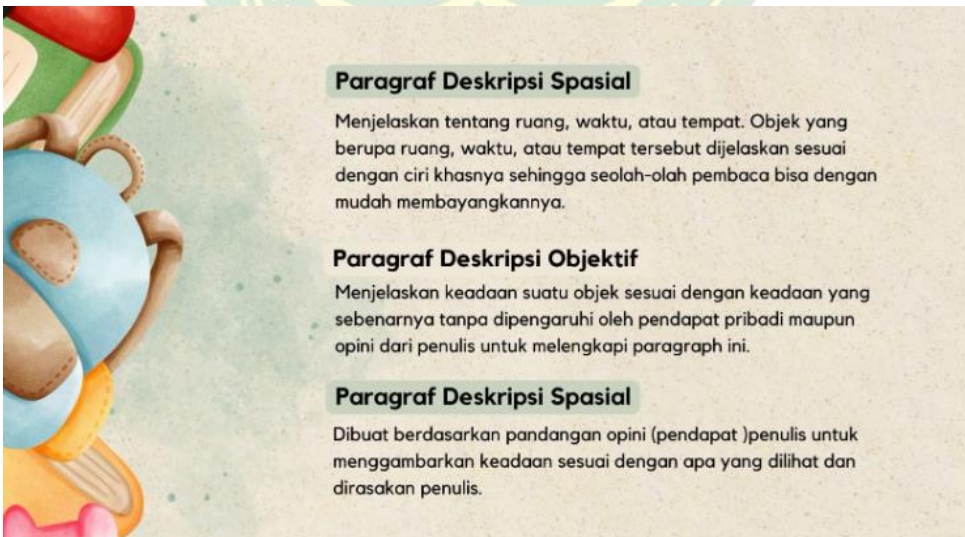 Paragraf Deskripsi Spasial
Menjelaskan tentang ruang, waktu, atau tempat. Objek yang
berupa ruang, waktu, atau tempat tersebut dijelaskan sesuai
dengan ciri khasnya sehingga seolah-olah pembaca bisa dengan
mudah membayangkannya.
Paragraf Deskripsi Objektif
Menjelaskan keadaan suatu objek sesuai dengan keadaan yang
sebenarnya tanpa dipengaruhi oleh pendapat pribadi maupun
opini dari penulis untuk melengkapi paragraph ini.
Paragraf Deskripsi Spasial
Dibuat berdasarkan pandangan opini (pendapat )penulis untuk
menggambarkan keadaan sesuai dengan apa yang dilihat dan
dirasakan penulis.